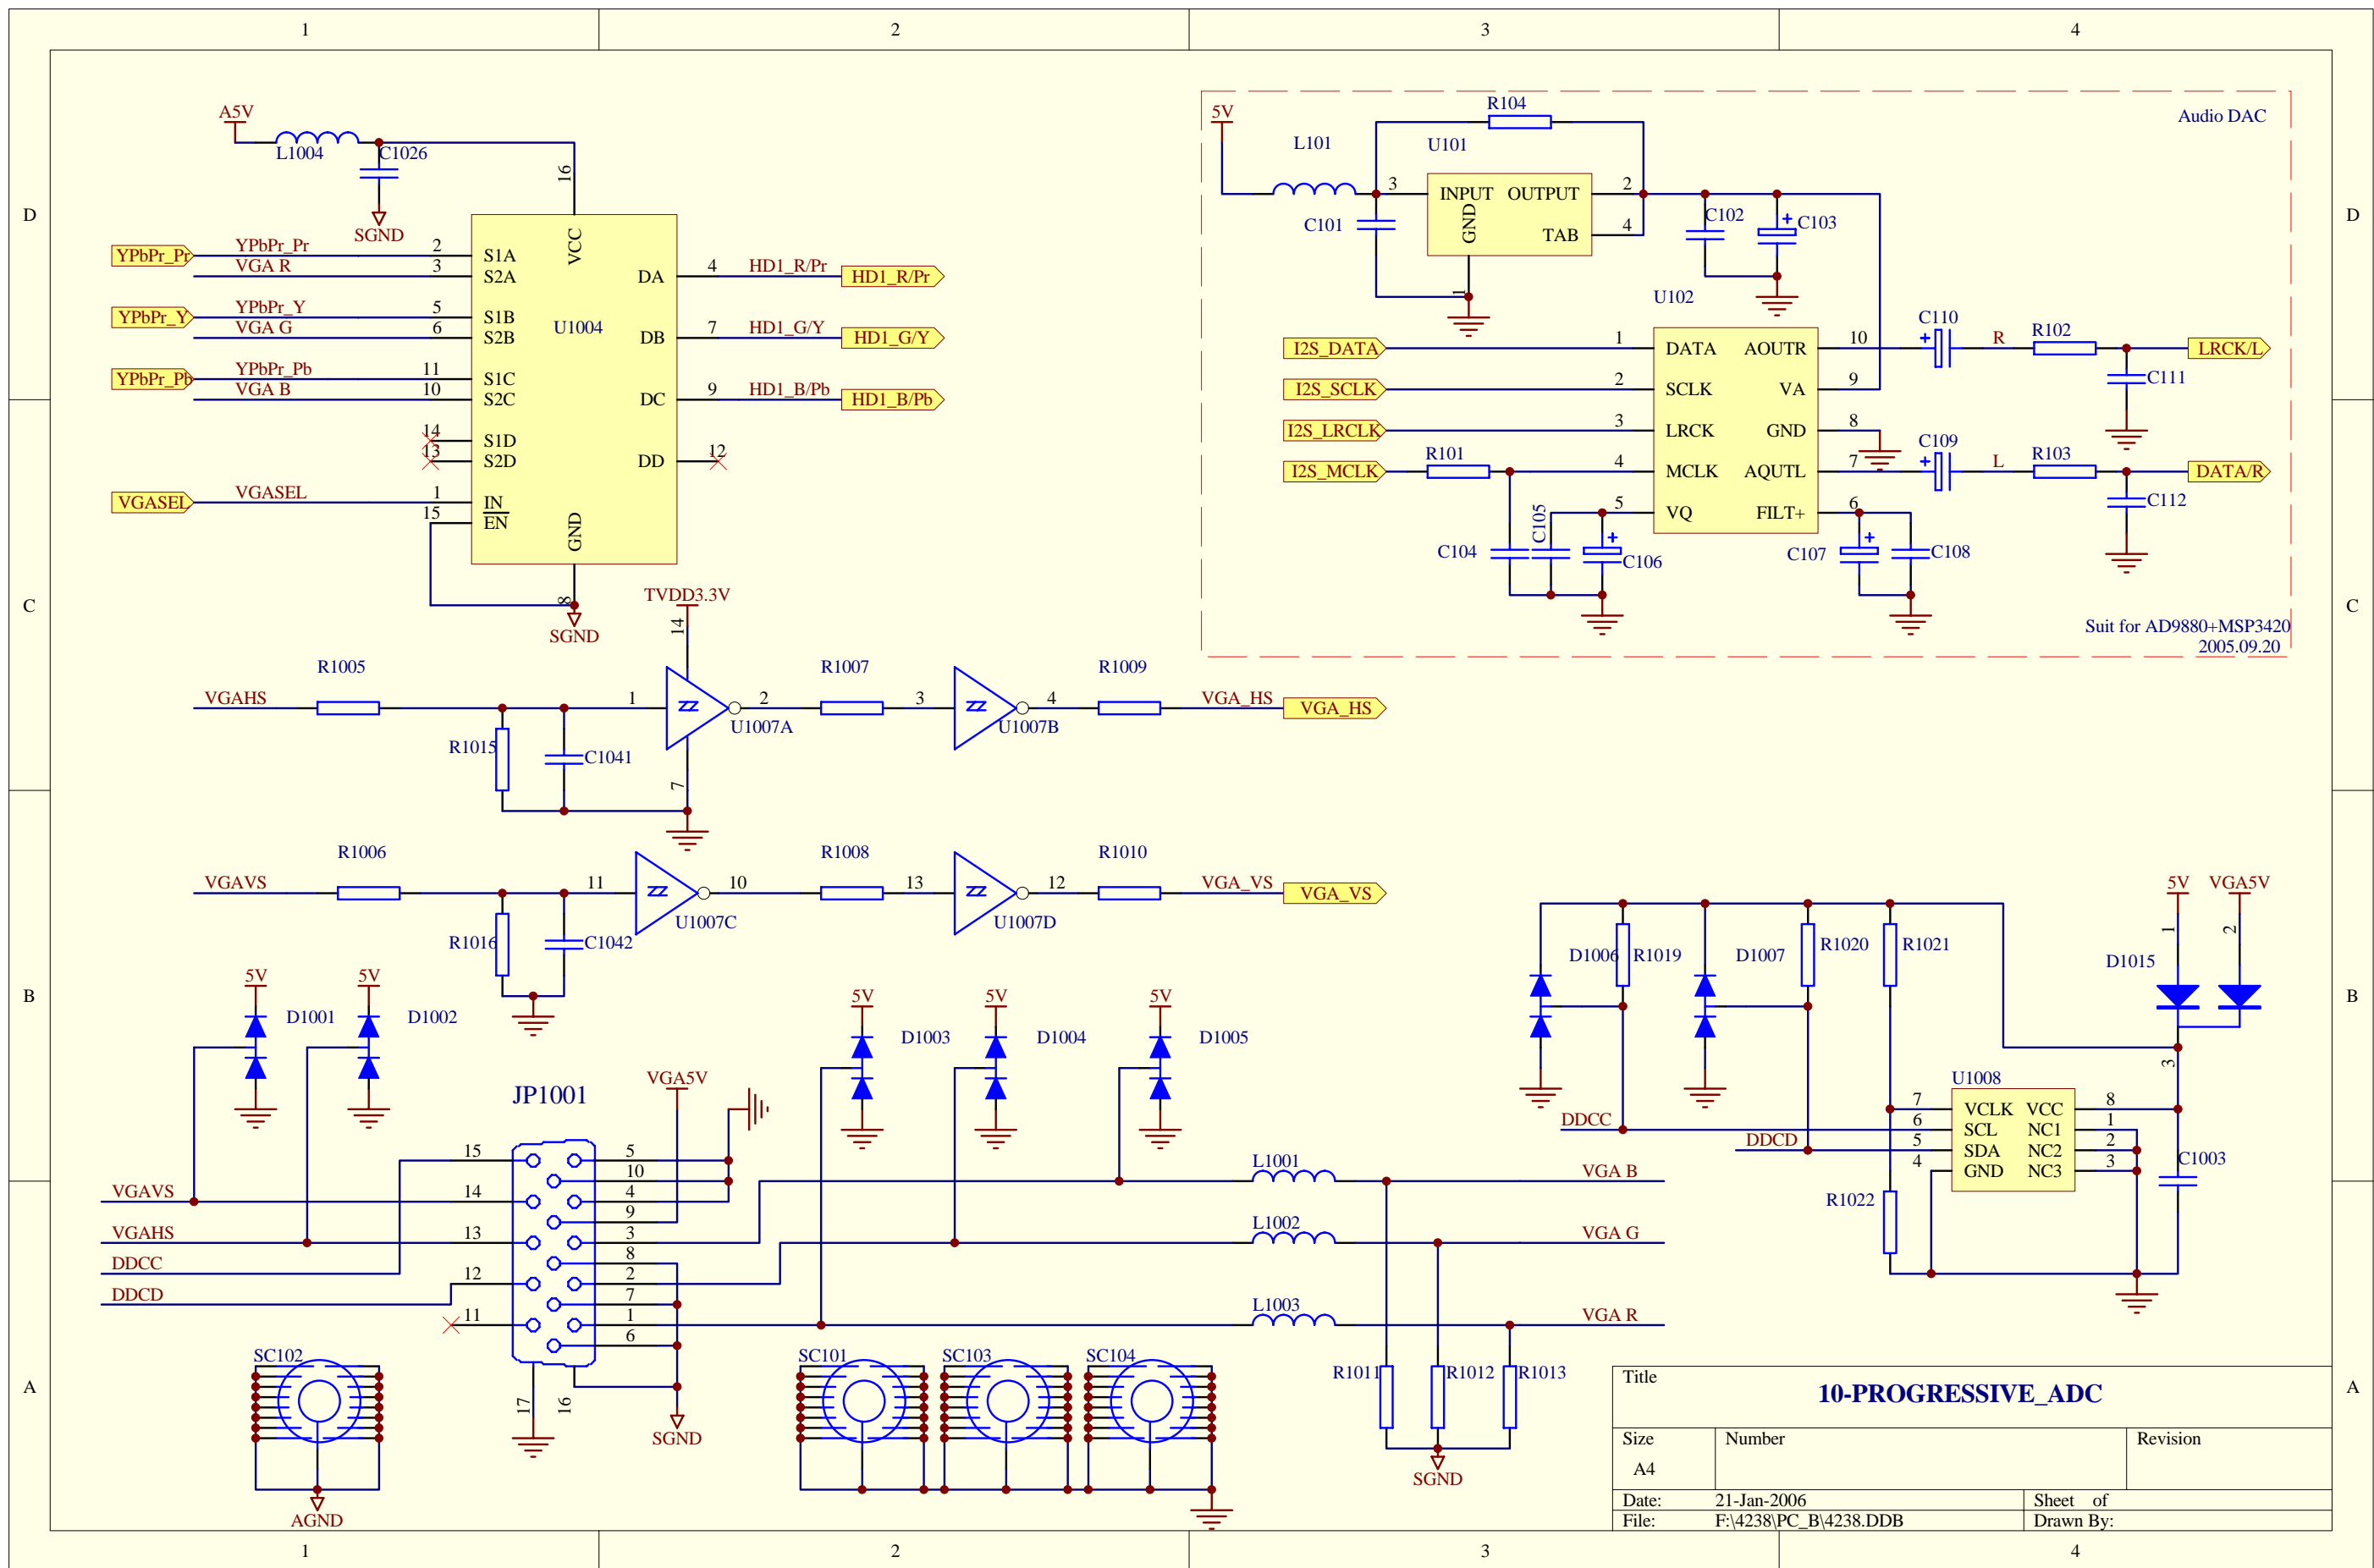 1
2
3
4
D
C
B
A
D
C
B
A
1
2
3
4
A5V
L1004
C1026
SGND
16
VCC
YPbPr_Pr
YPbPr_Pr
2
S1A
VGA R
3
S2A
DA
4
HD1_R/Pr
HD1_R/Pr
YPbPr_Y
YPbPr_Y
5
S1B
VGA G
6
S2B
U1004
DB
7
HD1_G/Y
HD1_G/Y
YPbPr_Pb
YPbPr_Pb
11
S1C
VGA B
10
S2C
DC
9
HD1_B/Pb
HD1_B/Pb
14
S1D
13
S2D
DD
12
VGASEL
VGASEL
1
IN
15
EN
GND
8
SGND
Audio DAC
5V
L101
R104
U101
3
INPUT
OUTPUT
2
GND
TAB
4
1
C101
C102
C103
U102
I2S_DATA
1
DATA
AOUTR
10
C110
R
R102
LRCK/L
C111
I2S_SCLK
2
SCLK
VA
9
I2S_LRCLK
3
LRCK
GND
8
I2S_MCLK
R101
4
MCLK
AQUTL
7
C109
L
R103
DATA/R
C112
5
VQ
FILT+
6
C104
C105
C106
C107
C108
Suit for AD9880+MSP3420
2005.09.20
TVDD3.3V
14
VGAHS
R1005
1
2
U1007A
R1007
3
4
U1007B
R1009
VGA_HS
VGA_HS
R1015
C1041
7
VGAVS
R1006
11
10
U1007C
R1008
13
12
U1007D
R1010
VGA_VS
VGA_VS
R1016
C1042
5V
D1001
5V
D1002
5V
D1003
5V
D1004
5V
D1005
JP1001
VGA5V
15
14
13
12
11
5
10
4
9
3
8
2
7
1
6
17
16
SGND
VGAVS
VGAHS
DDCC
DDCD
L1001
VGA B
L1002
VGA G
L1003
VGA R
R1011
R1012
R1013
SGND
SC102
AGND
SC101
SC103
SC104
D1006
R1019
D1007
R1020
R1021
5V
VGA5V
1
2
D1015
3
U1008
DDCC
DDCD
7
VCLK
VCC
8
6
SCL
NC1
1
5
SDA
NC2
2
4
GND
NC3
3
C1003
R1022
Title
10-PROGRESSIVE_ADC
Size
Number
Revision
A4
Date:
21-Jan-2006
Sheet of
File:
F:\4238\PC_B\4238.DDB
Drawn By: